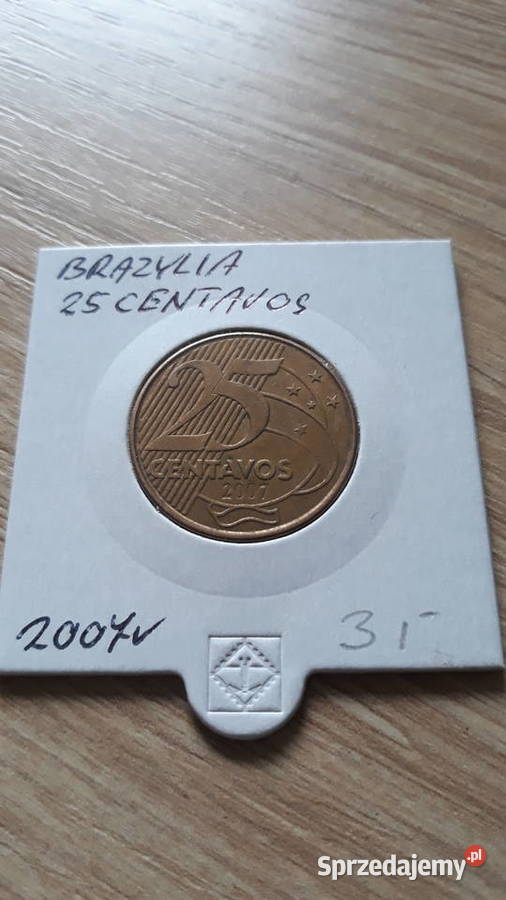 BRAZYLIA
25 CENTAVOS
25
CENTAVOS
2007
2007r
3,-
Sprzedajemy.pl